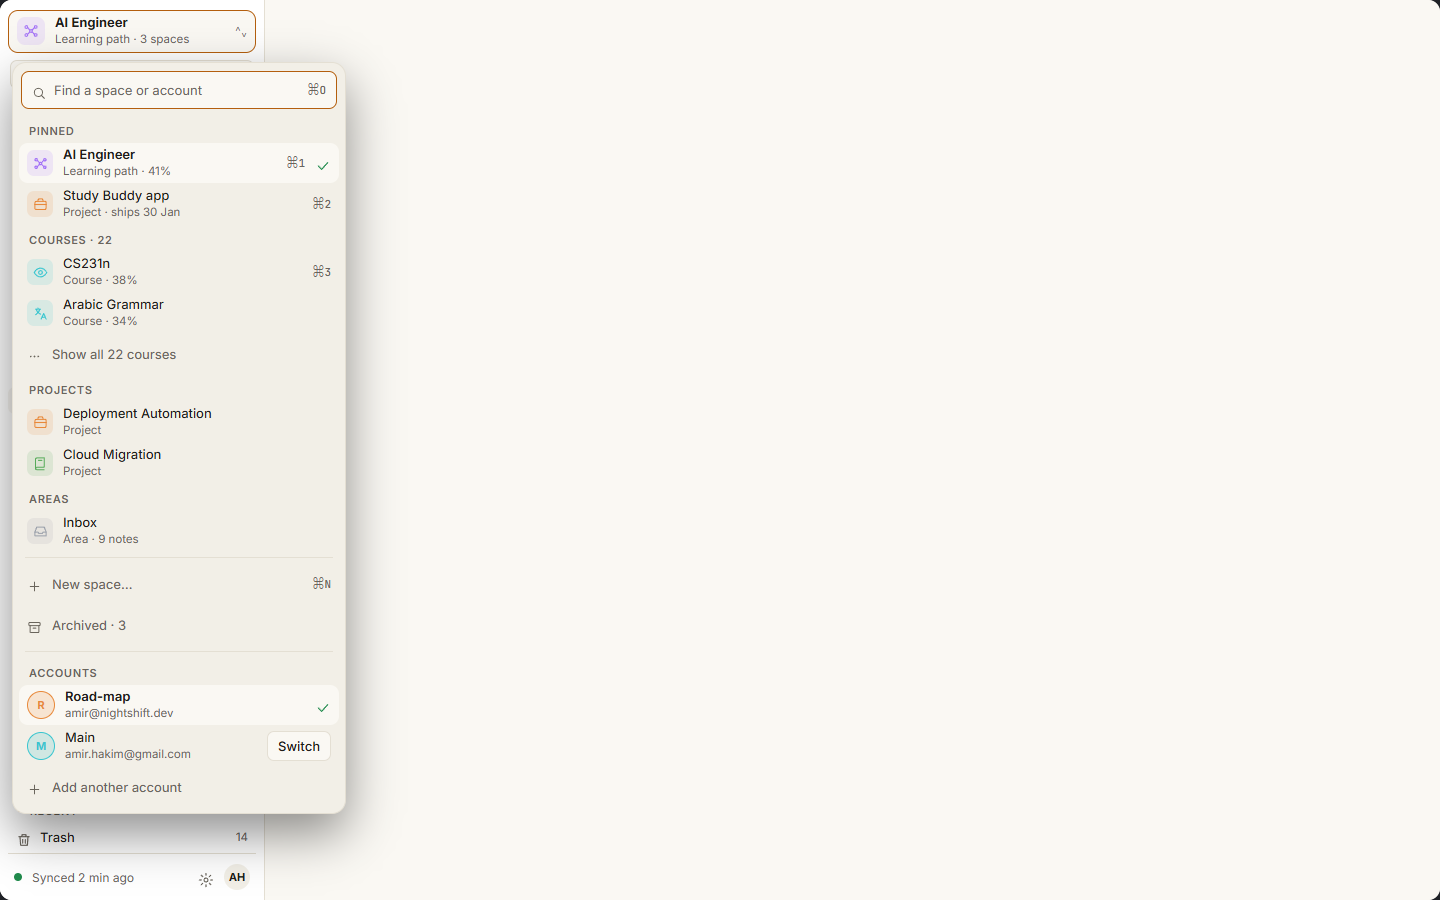 AI Engineer
Learning path · 3 spaces
Find a space or account ⌘O
PINNED
AI Engineer
Learning path · 41% ⌘1
Study Buddy app
Project · ships 30 Jan ⌘2
COURSES · 22
CS231n
Course · 38% ⌘3
Arabic Grammar
Course · 34%
Show all 22 courses
PROJECTS
Deployment Automation
Project
Cloud Migration
Project
AREAS
Inbox
Area · 9 notes
New space... ⌘N
Archived · 3
ACCOUNTS
R Road-map
amir@nightshift.dev
M Main
amir.hakim@gmail.com Switch
Add another account
Trash 14
Synced 2 min ago AH